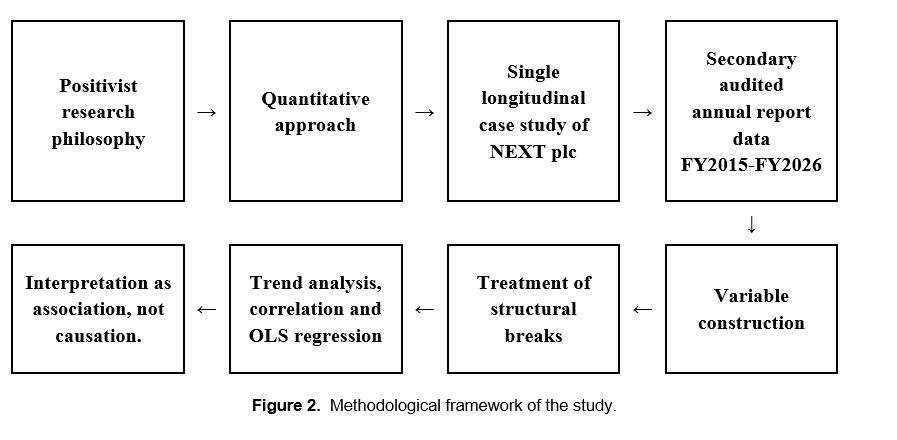 Positivist
research
philosophy
→
Quantitative
approach
→
Single
longitudinal
case study of
NEXT plc
→
Secondary
audited
annual report
data
FY2015-FY2026
↓
Variable
construction
←
Treatment of
structural
breaks
←
Trend analysis,
correlation and
OLS regression
←
Interpretation as
association, not
causation.
Figure 2. Methodological framework of the study.